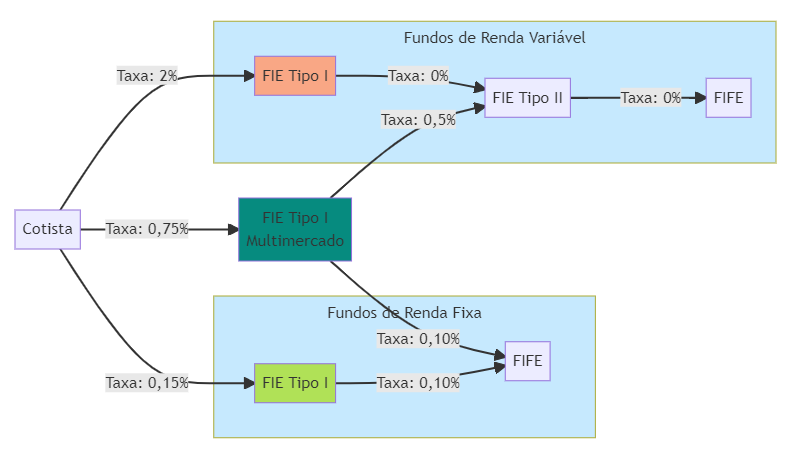 Fundos de Renda Variável
Taxa: 2%
FIE Tipo I
Taxa: 0%
FIE Tipo II
Taxa: 0%
FIFE
Taxa: 0,5%
Cotista
Taxa: 0,75%
FIE Tipo I
Multimercado
Fundos de Renda Fixa
Taxa: 0,10%
FIFE
Taxa: 0,15%
FIE Tipo I
Taxa: 0,10%